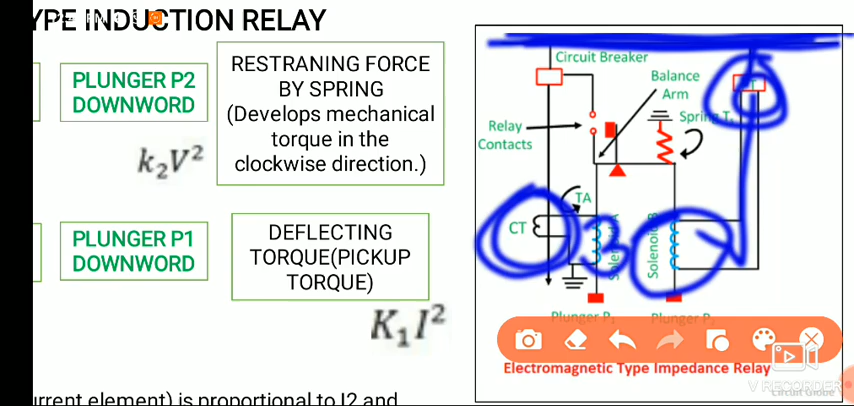 YPE INDUCTION RELAY
PLUNGER P2
DOWNWORD
RESTRANING FORCE
BY SPRING
(Develops mechanical
torque in the
clockwise direction.)
k₂V²
PLUNGER P1
DOWNWORD
DEFLECTING
TORQUE(PICKUP
TORQUE)
K₁I²
urrent element) is proportional to I2 and
Circuit Breaker
Balance
Arm
Spring
Relay
Contacts
TA
CT
Solenoid B
Plunger P₁
Plunger P
Electromagnetic Type Impedance Relay
V RECORDER
Circuit Globe